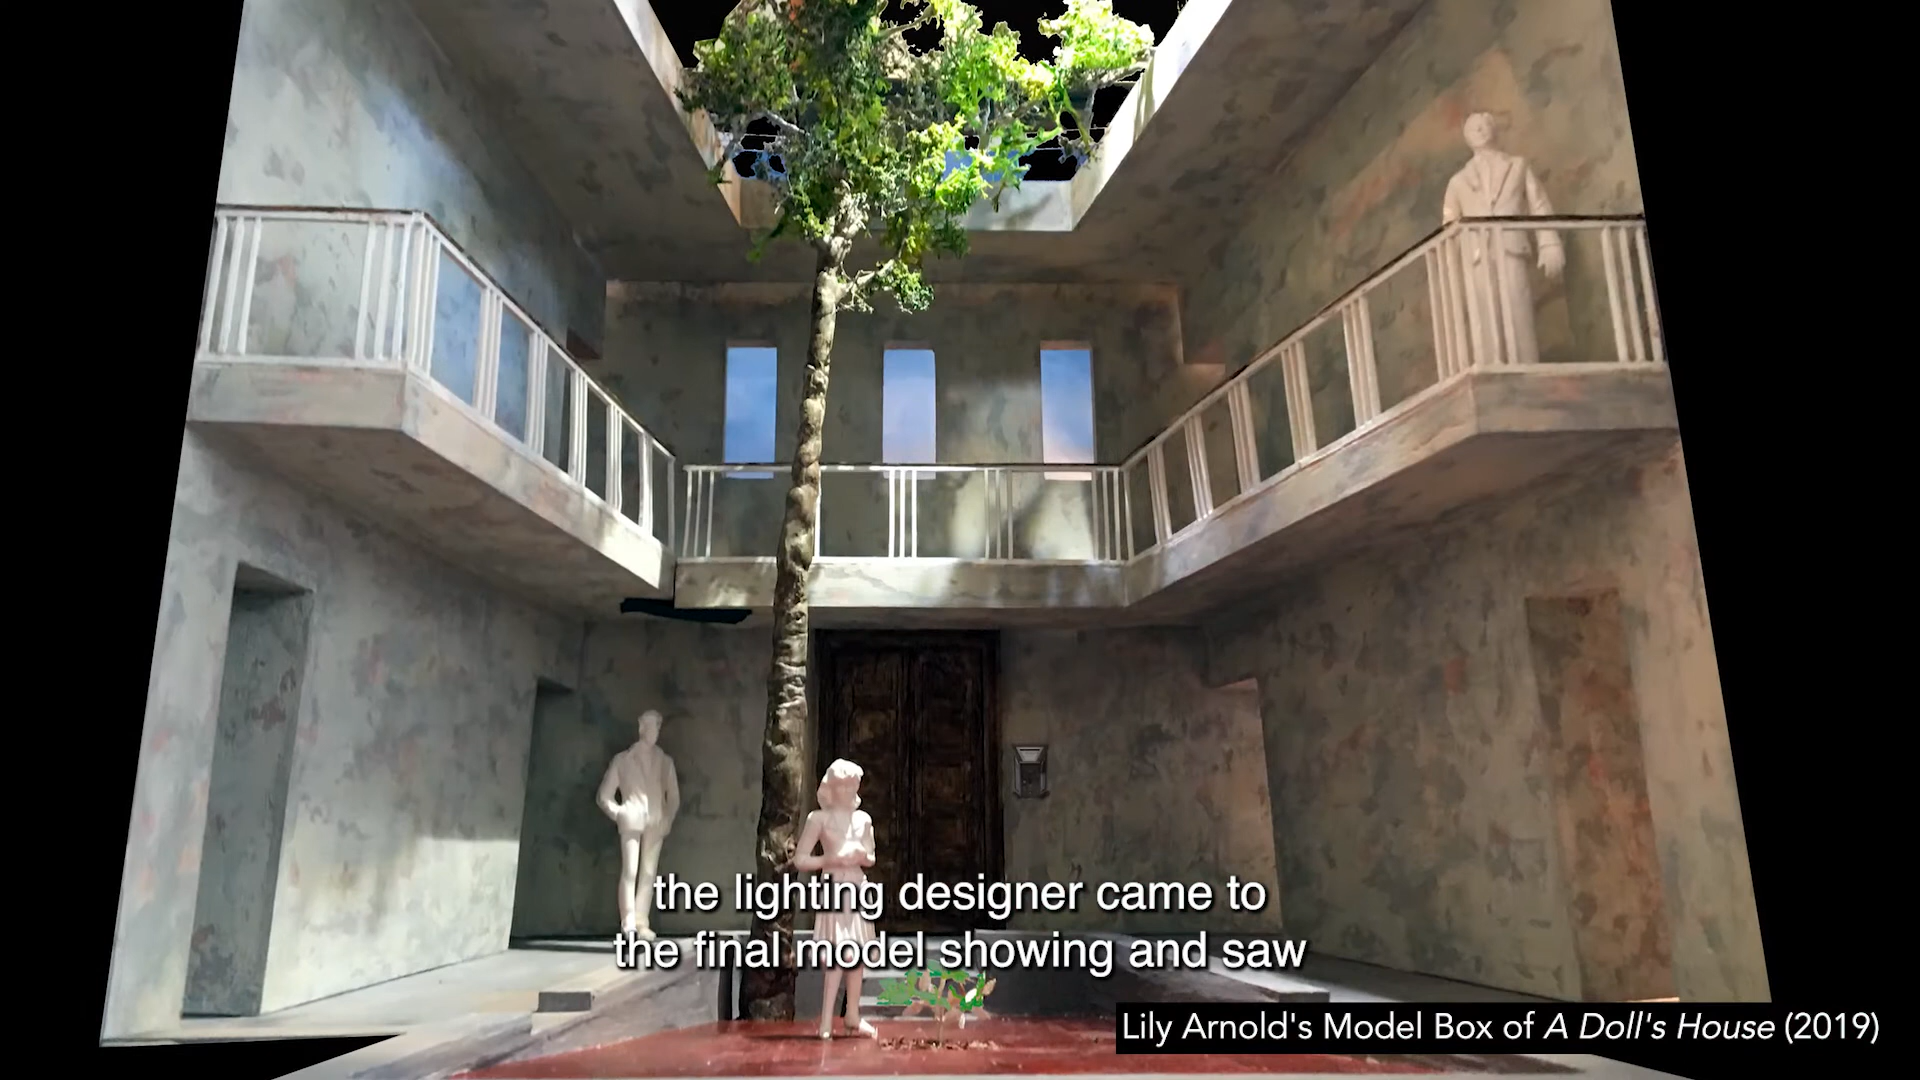 the lighting designer came to
the final model showing and saw
Lily Arnold's Model Box of A Doll's House (2019)